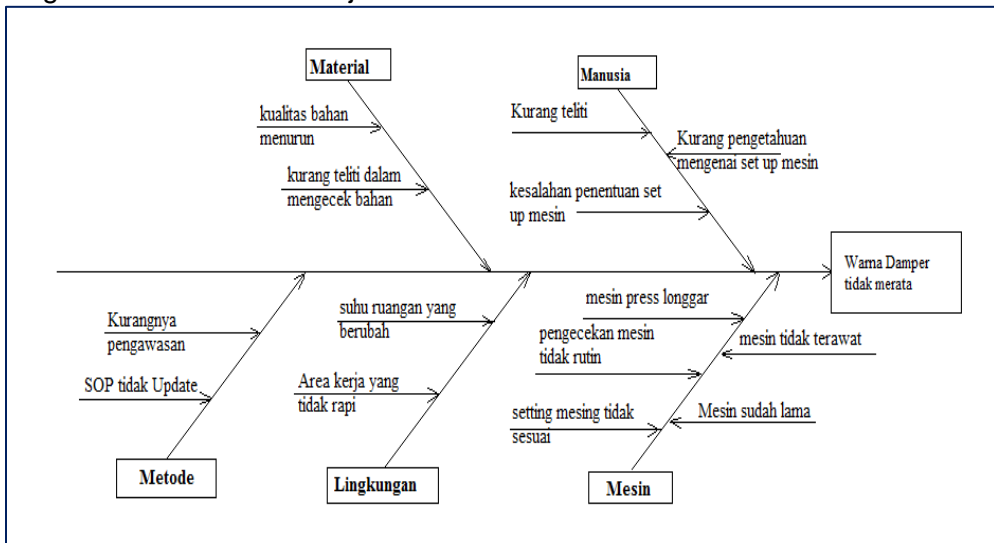 Material
Manusia
kualitas bahan
menurun
Kurang teliti
Kurang pengetahuan
mengenai set up mesin
kurang teliti dalam
mengecek bahan
kesalahan penentuan set
up mesin
Warna Damper
tidak merata
Kurangnya
pengawasan
suhu ruangan yang
berubah
mesin press longgar
pengecekan mesin
tidak rutin
mesin tidak terawat
SOP tidak Update
Area kerja yang
tidak rapi
setting mesing tidak
sesuai
Mesin sudah lama
Metode
Lingkungan
Mesin